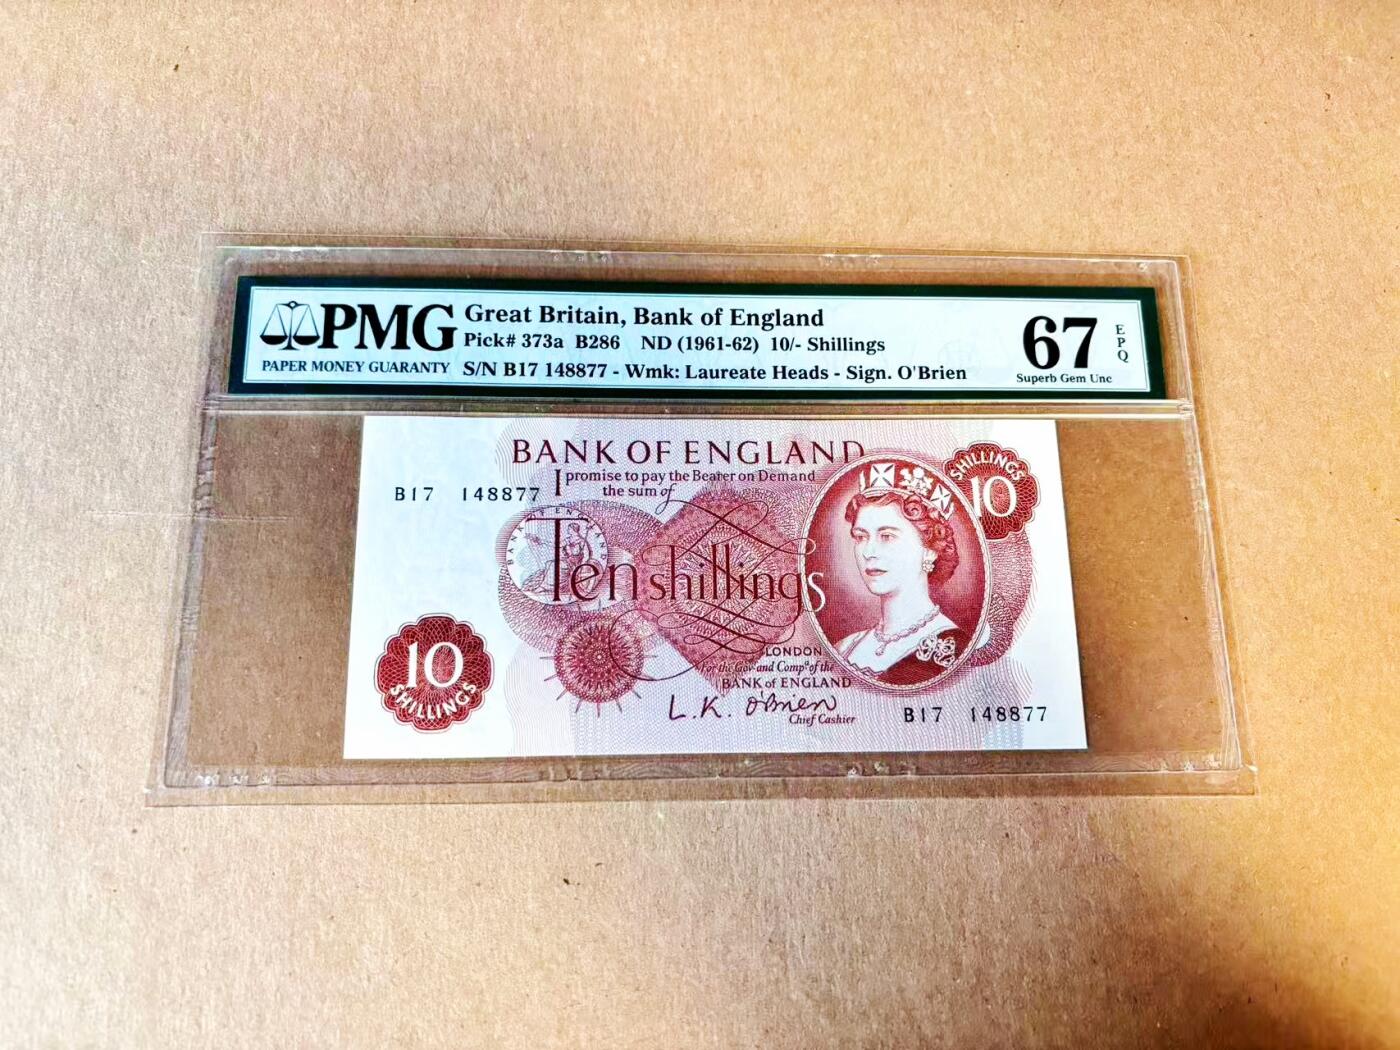 PMG
PAPER MONEY GUARANTY
Great Britain, Bank of England
Pick# 373a B286 ND (1961-62) 10/- Shillings
S/N B17 148877 - Wmk: Laureate Heads - Sign. O'Brien
67
EPQ
Superb Gem Unc
BANK OF ENGLAND
I promise to pay the Bearer on Demand
the sum of
B17 148877
BANK OF ENGLAND
Ten shillings
SHILLINGS
10
10
SHILLINGS
LONDON
For the Govr and Compa of the
BANK of ENGLAND
L.K. O'Brien
Chief Cashier
B17 148877